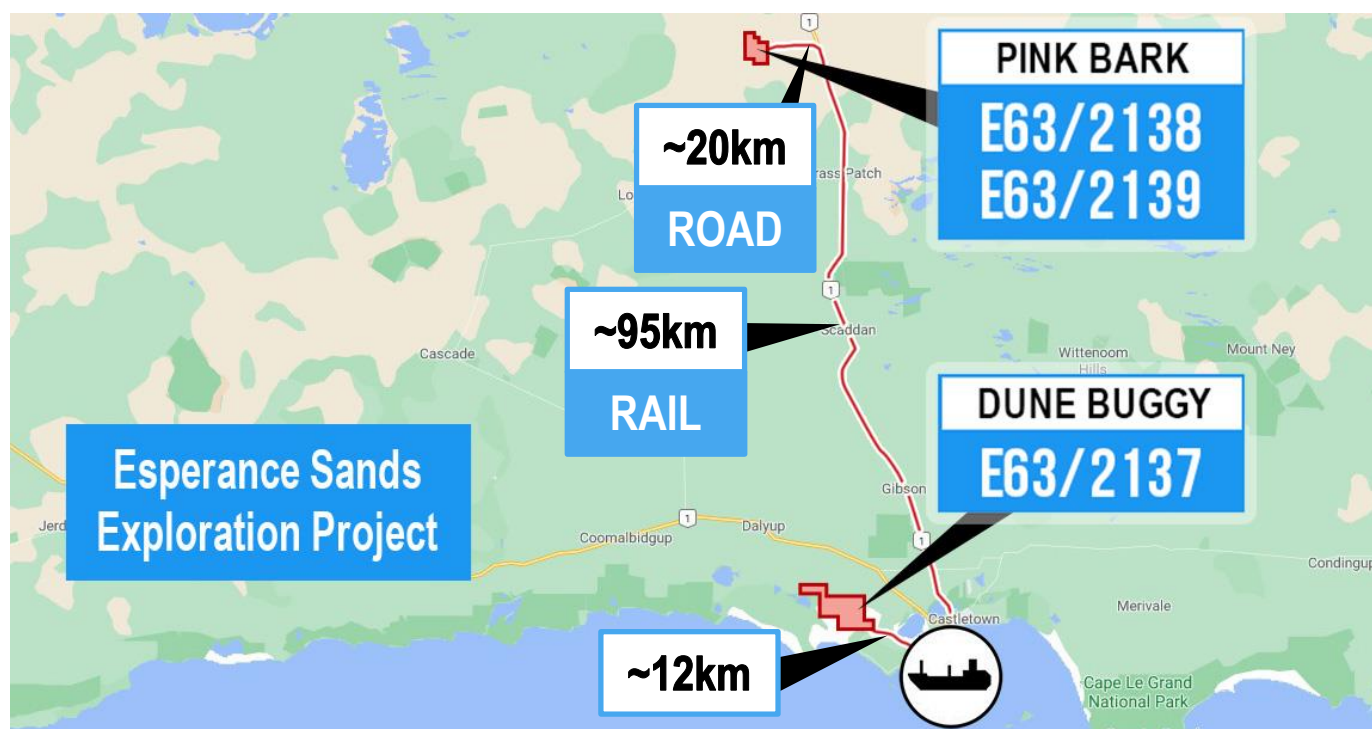 1
PINK BARK
E63/2138
E63/2139
~20km
ROAD
Patch
1
~95km
RAIL
Scaddan
Cascade
Wittenoom
Hills
Mount Ney
DUNE BUGGY
E63/2137
Esperance Sands
Exploration Project
Gibson
1
Coomalbidgup
Dalyup
1
Condingup
Merivale
Castletown
~12km
Cape Le Grand
National Park